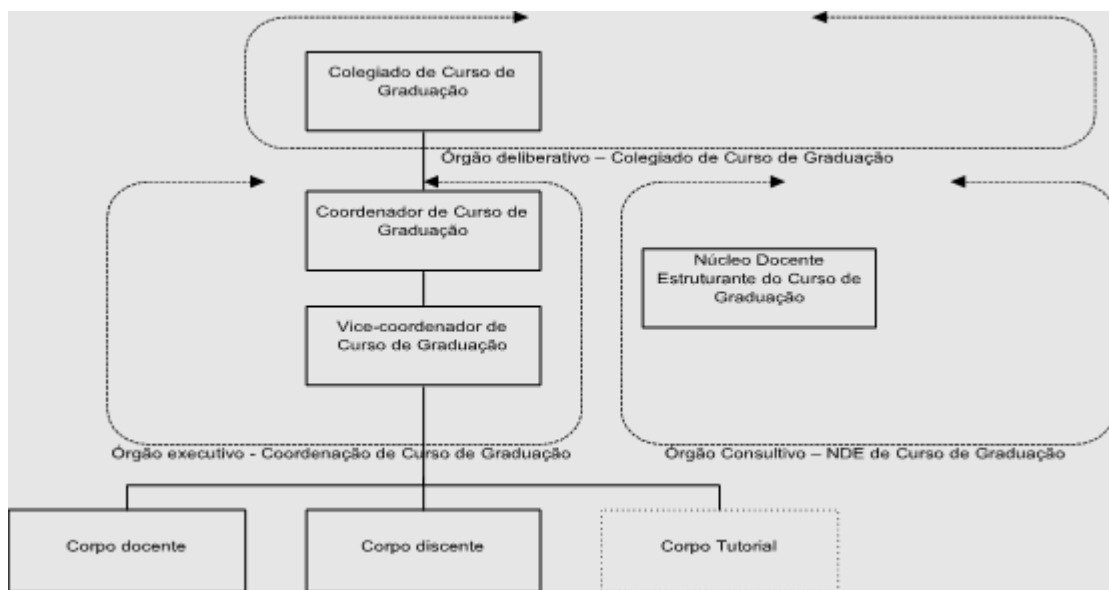 Colegiado de Curso de
Graduação
Órgão deliberativo – Colegiado de Curso de Graduação
Coordenador de Curso de
Graduação
Vice-coordenador de
Curso de Graduação
Órgão executivo - Coordenação de Curso de Graduação
Núcleo Docente
Estruturante do Curso de
Graduação
Órgão Consultivo – NDE de Curso de Graduação
Corpo docente
Corpo discente
Corpo Tutorial